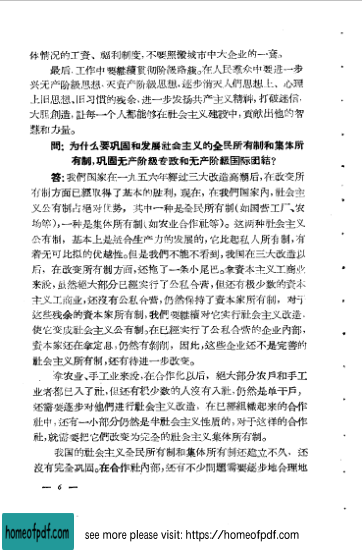 体情况的工资、福利制度,不要照搬城市中大企业的一套。
最后,工作中要继续贯彻阶级路线。在人民群众中要进一步
兴无产阶级思想,灭资产阶级思想,逐步消灭人们思想上、心理
上旧思想、旧习惯的残余,进一步发扬共产主义精神,打破迷信,
大胆创造,让每一个人都能够在社会主义建设中,贡献出他的智
慧和力量。
问:为什么要巩固和发展社会主义的全民所有制和集体所
有制,巩固无产阶级专政和无产阶级国际团结?
答:我们国家在一九五六年经过三大改造高潮后,在改变所
有制方面已经取得了基本的胜利,现在,在我们国家内,社会主
义公有制占绝对优势,其中一种是全民所有制(如国营工厂、农
场等),一种是集体所有制(如农业合作社等)。这两种社会主义
公有制,基本上是适合生产力的发展的,它比起私人所有制,有
着无可比拟的优越性。但是我们不能不看到,我国在三大改造以
后,在改变所有制方面,还拖了一条小尾巴。拿资本主义工商业
来说,虽然绝大部分已经实行了公私合营,但还有极少数的资本
主义工商业,还没有公私合营,仍然保持了资本家所有制,对于
这些残余的资本家所有制,我们要继续对它实行社会主义改造,
使它变成社会主义公有制。在已经实行了公私合营的企业内部,
资本家还在拿定息,仍然有剥削,因此,这些企业还不是完善的
社会主义所有制,还有待进一步改变。
拿农业、手工业来说,在合作化以后,绝大部分农户和手工
业者都已入了社,但还有极少数的人没有入社,仍然是单干户,
还需要逐步对他们进行社会主义改造,在已经组织起来的合作
社中,还有一小部分仍然是半社会主义性质的,对于这样的合作
社,就需要把它们改变为完全的社会主义集体所有制。
我国的社会主义全民所有制和集体所有制还建立不久,还
没有完全巩固。在合作社内部,还有不少问题需要逐步地合理地
— 6 —
homeofpdf.com
see more please visit: https://homeofpdf.com